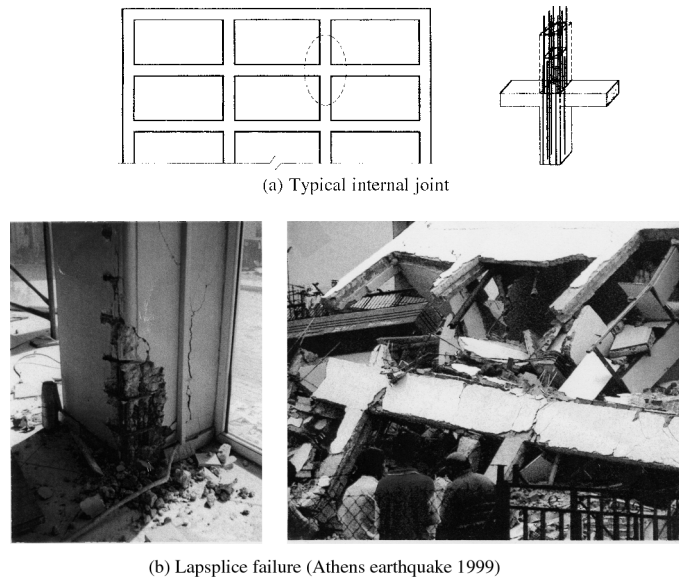 (a) Typical internal joint
(b) Lapsplice failure (Athens earthquake 1999)